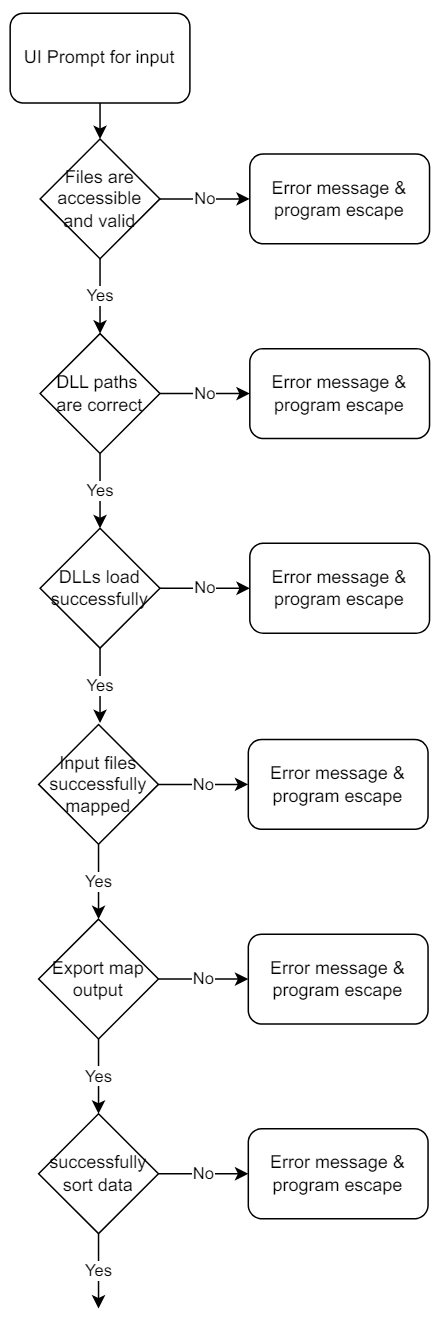 UI Prompt for input
Files are
accessible
and valid
No
Error message &
program escape
Yes
DLL paths
are correct
No
Error message &
program escape
Yes
DLLs load
successfully
No
Error message &
program escape
Yes
Input files
successfully
mapped
No
Error message &
program escape
Yes
Export map
output
No
Error message &
program escape
Yes
successfully
sort data
No
Error message &
program escape
Yes